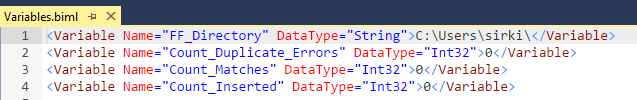 Variables.biml
1 <Variable Name="FF_Directory" DataType="String">C:\Users\sirki\</Variable>
2 <Variable Name="Count_Duplicate_Errors" DataType="Int32">0</Variable>
3 <Variable Name="Count_Matches" DataType="Int32">0</Variable>
4 <Variable Name="Count_Inserted" DataType="Int32">0</Variable>